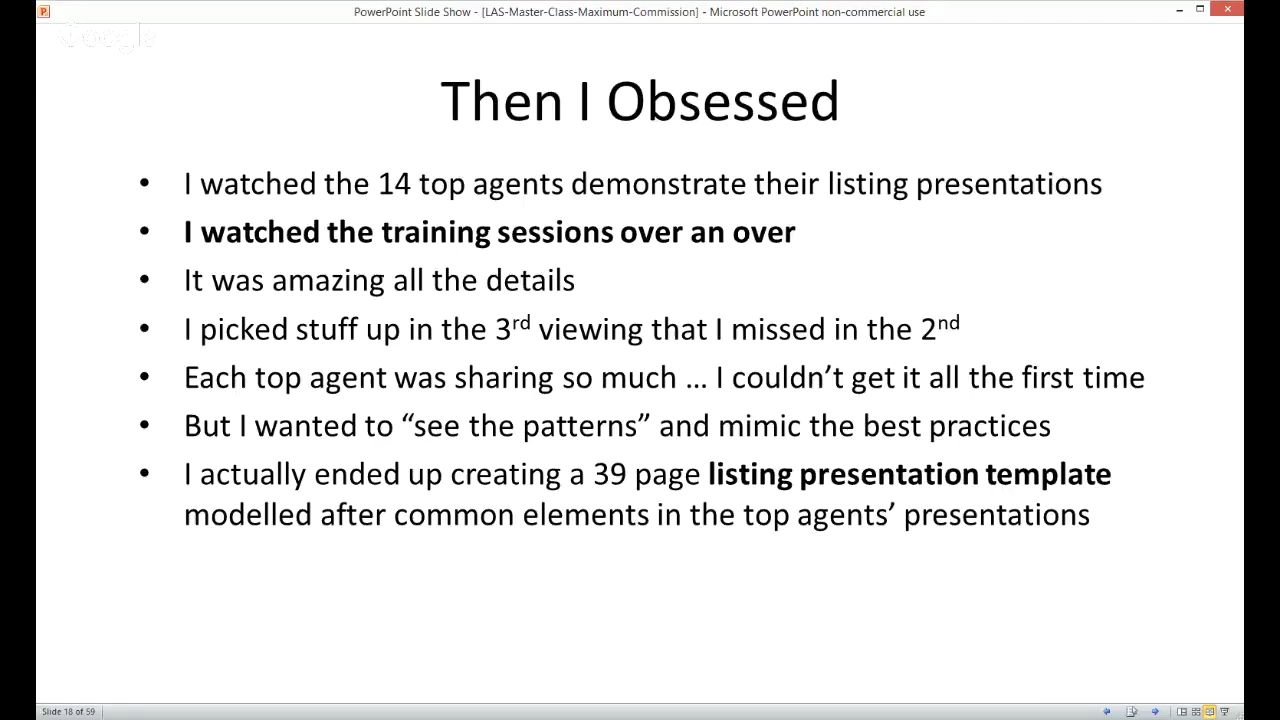 PowerPoint Slide Show - [LAS-Master-Class-Maximum-Commission] - Microsoft PowerPoint non-commercial use
Google
Then I Obsessed
• I watched the 14 top agents demonstrate their listing presentations
• I watched the training sessions over an over
• It was amazing all the details
• I picked stuff up in the 3rd viewing that I missed in the 2nd
• Each top agent was sharing so much … I couldn’t get it all the first time
• But I wanted to “see the patterns” and mimic the best practices
• I actually ended up creating a 39 page listing presentation template
modelled after common elements in the top agents’ presentations
Slide 18 of 59